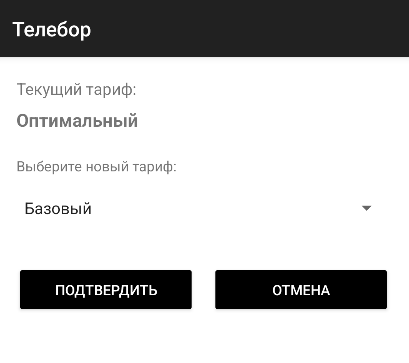 Телебор
Текущий тариф:
Оптимальный
Выберите новый тариф:
Базовый
ПОДТВЕРДИТЬ
ОТМЕНА